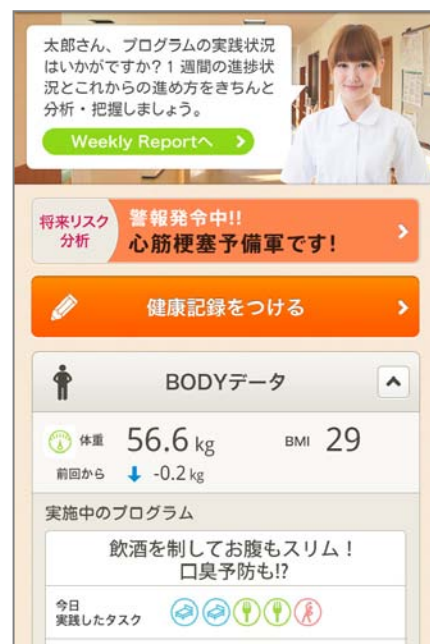 太郎さん、プログラムの実践状況
はいかがですか?1週間の進捗状
況とこれからの進め方をきちんと
分析・把握しましょう。
Weekly Reportへ
将来リスク
分析
警報発令中!!
心筋梗塞予備軍です!
健康記録をつける
BODYデータ
体重 56.6 kg BMI 29
前回から -0.2 kg
実施中のプログラム
飲酒を制してお腹もスリム!
口臭予防も!?
今日
実践したタスク